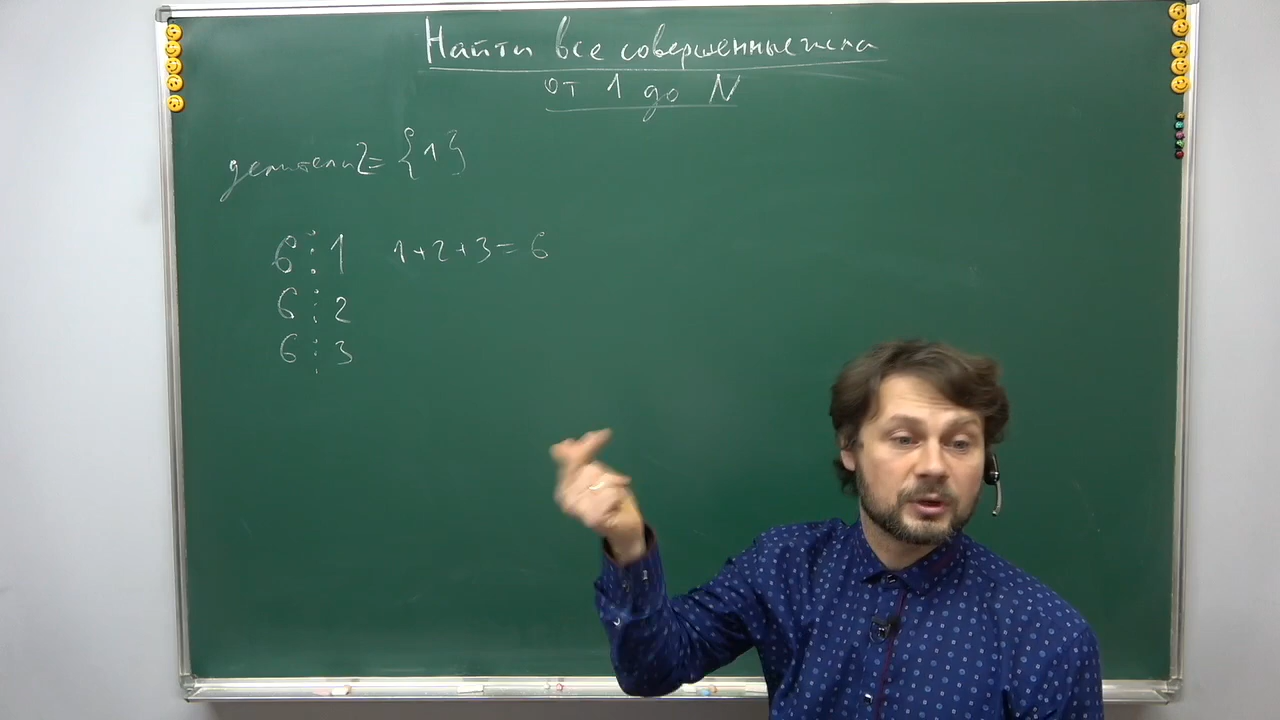 Найти все совершенные числа
от 1 до N
делители 2 = {1}
6 ⋮ 1 1+2+3=6
6 ⋮ 2
6 ⋮ 3